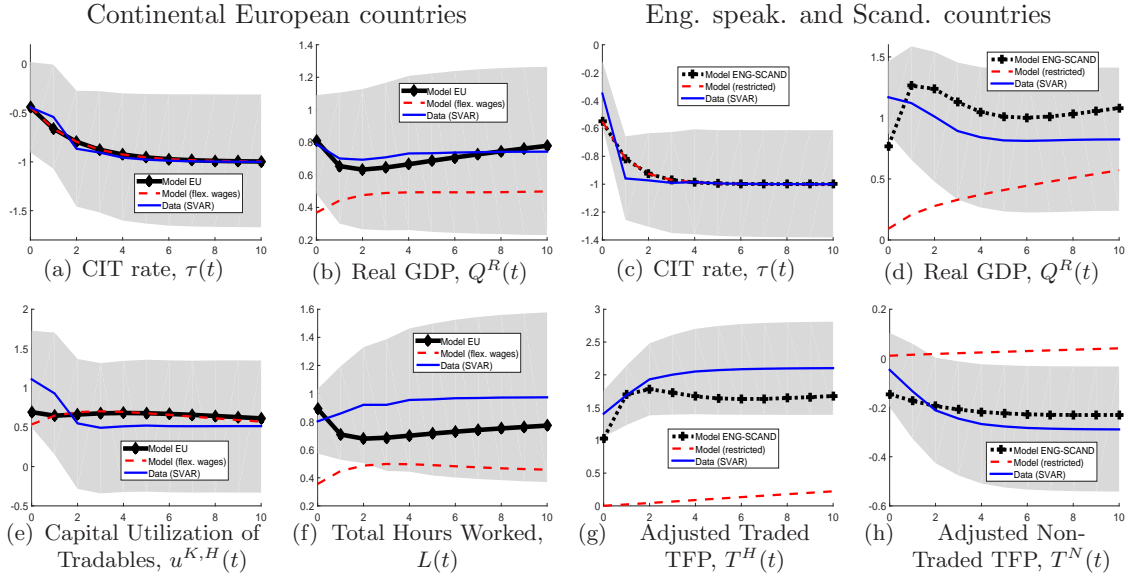 Continental European countries
Eng. speak. and Scand. countries
0
-0.5
-1
-1.5
Model EU
Model (flex. wages)
Data (SVAR)
0 2 4 6 8 10
(a) CIT rate, τ(t)
1.4
1.2
1
0.8
0.6
0.4
0.2
0
Model EU
Model (flex. wages)
Data (SVAR)
0 2 4 6 8 10
(b) Real GDP, Q^R(t)
0
-0.2
-0.4
-0.6
-0.8
-1
-1.2
-1.4
Model ENG-SCAND
Model (restricted)
Data (SVAR)
0 2 4 6 8 10
(c) CIT rate, τ(t)
1.5
1
0.5
0
Model ENG-SCAND
Model (restricted)
Data (SVAR)
0 2 4 6 8 10
(d) Real GDP, Q^R(t)
2
1.5
1
0.5
0
-0.5
Model EU
Model (flex. wages)
Data (SVAR)
0 2 4 6 8 10
(e) Capital Utilization of
Tradables, u^{K,H}(t)
1.6
1.4
1.2
1
0.8
0.6
0.4
0.2
Model EU
Model (flex. wages)
Data (SVAR)
0 2 4 6 8 10
(f) Total Hours Worked,
L(t)
3
2.5
2
1.5
1
0.5
0
Model ENG-SCAND
Model (restricted)
Data (SVAR)
0 2 4 6 8 10
(g) Adjusted Traded
TFP, T^H(t)
0.2
0
-0.2
-0.4
-0.6
Model ENG-SCAND
Model (restricted)
Data (SVAR)
0 2 4 6 8 10
(h) Adjusted Non-
Traded TFP, T^N(t)